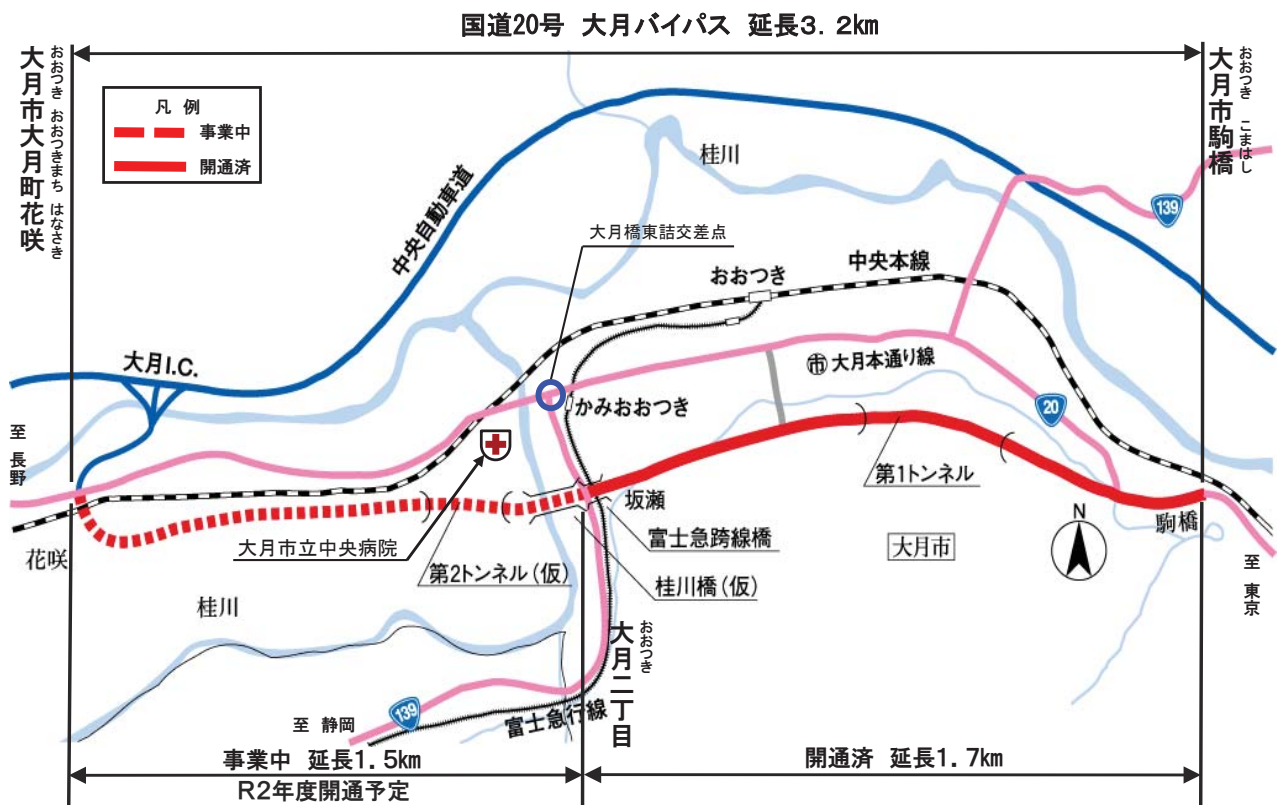 国道20号 大月バイパス 延長3.2km
おおつき おおつきまち はなさき
大月市大月町花咲
おおつき こまはし
大月市駒橋
凡例
事業中
開通済
桂川
中央自動車道
139
大月橋東詰交差点
おおつき
中央本線
大月I.C.
市 大月本通り線
かみおおつき
20
至 長野
第1トンネル
坂瀬
N
駒橋
花咲
大月市立中央病院
富士急跨線橋
大月市
第2トンネル(仮)
桂川橋(仮)
至 東京
桂川
おおつき
大月二丁目
至 静岡
139
富士急行線
事業中 延長1.5km
開通済 延長1.7km
R2年度開通予定